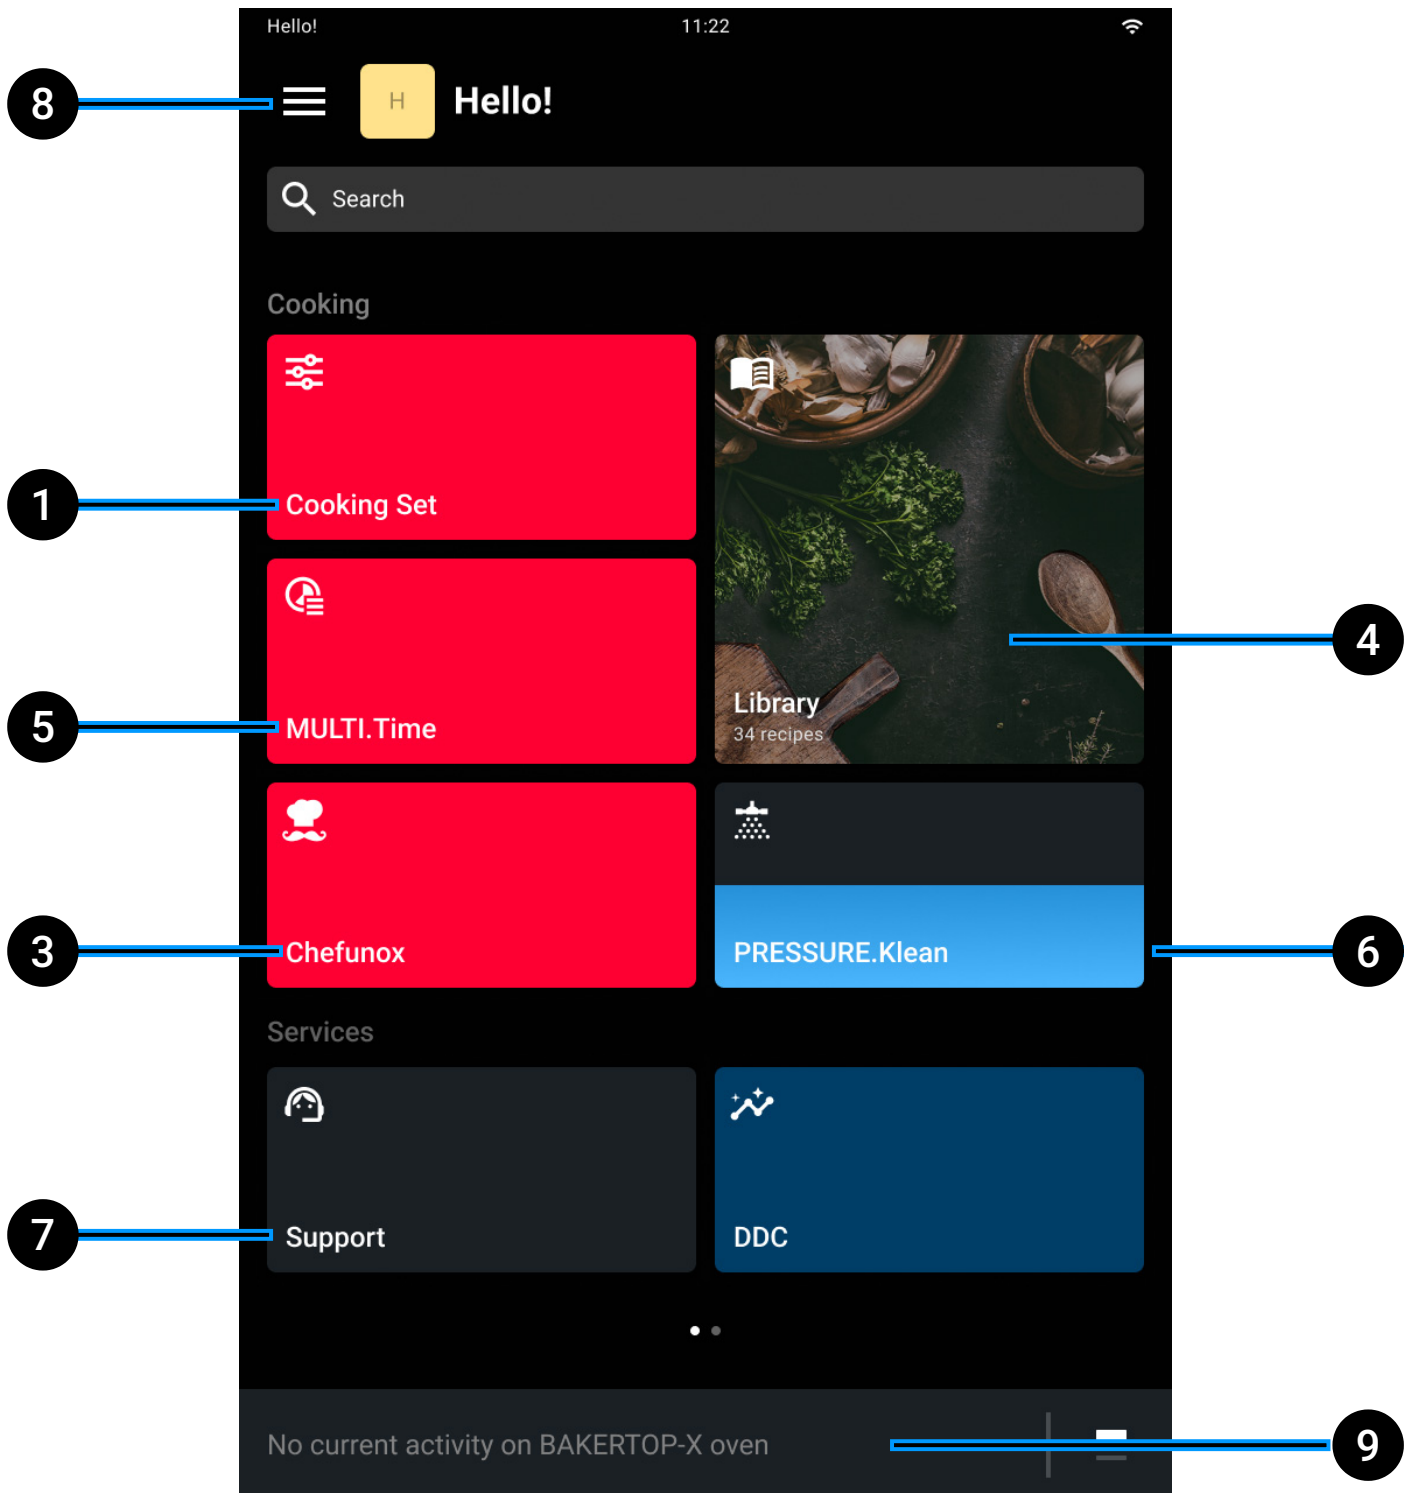 Hello! 11:22
8
H Hello!
Search
Cooking
1 Cooking Set
5 MULTI.Time
Library
34 recipes
4
3 Chefunox
PRESSURE.Klean 6
Services
7 Support
DDC
No current activity on BAKERTOP-X oven 9